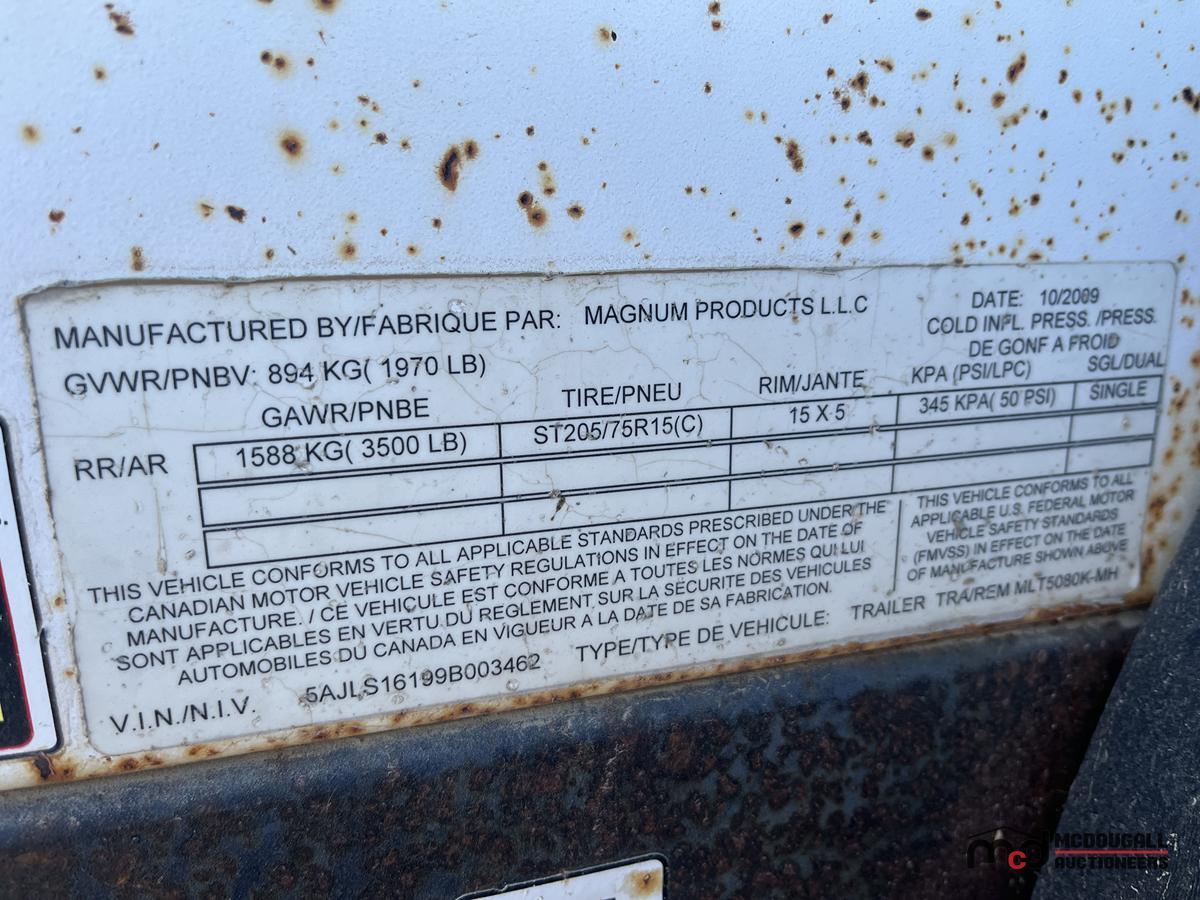 MANUFACTURED BY/FABRIQUE PAR: MAGNUM PRODUCTS L.L.C
DATE: 10/2009
GVWR/PNBV: 894 KG( 1970 LB)
COLD INFL. PRESS. /PRESS.
DE GONF A FROID
GAWR/PNBE TIRE/PNEU RIM/JANTE KPA (PSI/LPC) SGL/DUAL
RR/AR 1588 KG( 3500 LB) ST205/75R15(C) 15 X 5 345 KPA( 50 PSI) SINGLE
THIS VEHICLE CONFORMS TO ALL APPLICABLE STANDARDS PRESCRIBED UNDER THE
CANADIAN MOTOR VEHICLE SAFETY REGULATIONS IN EFFECT ON THE DATE OF
MANUFACTURE. / CE VEHICULE EST CONFORME A TOUTES LES NORMES QUI LUI
SONT APPLICABLES EN VERTU DU REGLEMENT SUR LA SÉCURITE DES VEHICULES
AUTOMOBILES DU CANADA EN VIGUEUR A LA DATE DE SA FABRICATION.
THIS VEHICLE CONFORMS TO ALL
APPLICABLE U.S. FEDERAL MOTOR
VEHICLE SAFETY STANDARDS
(FMVSS) IN EFFECT ON THE DATE
OF MANUFACTURE SHOWN ABOVE
V.I.N./N.I.V. 5AJLS16199B003462 TYPE/TYPE DE VEHICULE: TRAILER TRA/REM MLT5080K-MH
mcd MCDOUGALL
AUCTIONEERS